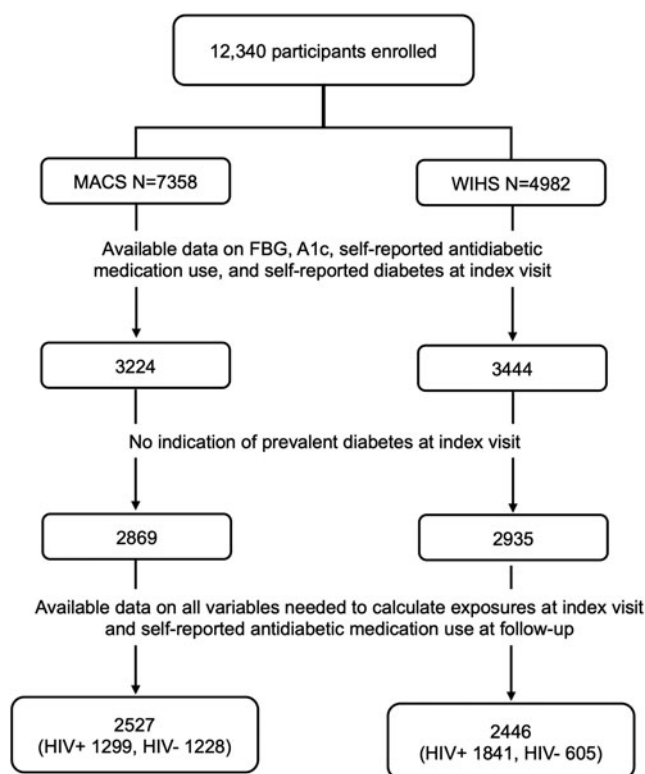 12,340 participants enrolled
MACS N=7358
WIHS N=4982
Available data on FBG, A1c, self-reported antidiabetic
medication use, and self-reported diabetes at index visit
3224
3444
No indication of prevalent diabetes at index visit
2869
2935
Available data on all variables needed to calculate exposures at index visit
and self-reported antidiabetic medication use at follow-up
2527
(HIV+ 1299, HIV- 1228)
2446
(HIV+ 1841, HIV- 605)